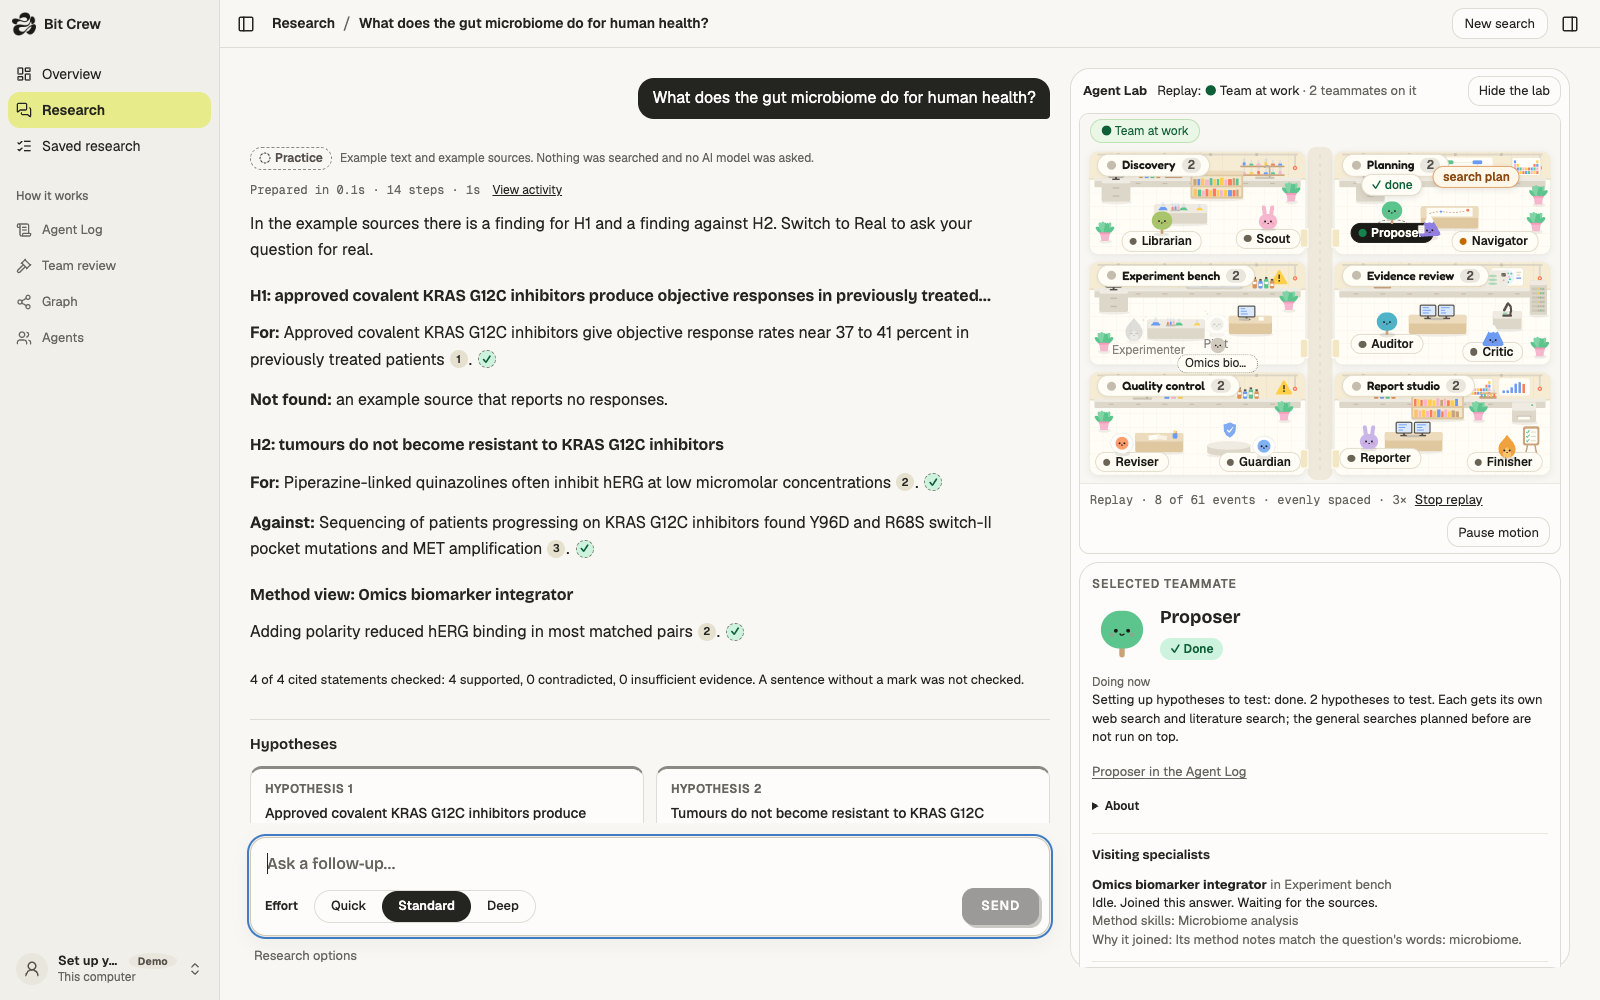 Bit Crew
Overview
Research
Saved research
How it works
Agent Log
Team review
Graph
Agents
Set up y... Demo
This computer
Research / What does the gut microbiome do for human health?
New search
What does the gut microbiome do for human health?
Practice Example text and example sources. Nothing was searched and no AI model was asked.
Prepared in 0.1s · 14 steps · 1s View activity
In the example sources there is a finding for H1 and a finding against H2. Switch to Real to ask your
question for real.
H1: approved covalent KRAS G12C inhibitors produce objective responses in previously treated...
For: Approved covalent KRAS G12C inhibitors give objective response rates near 37 to 41 percent in
previously treated patients 1 .
Not found: an example source that reports no responses.
H2: tumours do not become resistant to KRAS G12C inhibitors
For: Piperazine-linked quinazolines often inhibit hERG at low micromolar concentrations 2 .
Against: Sequencing of patients progressing on KRAS G12C inhibitors found Y96D and R68S switch-II
pocket mutations and MET amplification 3 .
Method view: Omics biomarker integrator
Adding polarity reduced hERG binding in most matched pairs 2 .
4 of 4 cited statements checked: 4 supported, 0 contradicted, 0 insufficient evidence. A sentence without a mark was not checked.
Hypotheses
HYPOTHESIS 1
Approved covalent KRAS G12C inhibitors produce
HYPOTHESIS 2
Tumours do not become resistant to KRAS G12C
Ask a follow-up...
Effort Quick Standard Deep SEND
Research options
Agent Lab Replay: Team at work · 2 teammates on it Hide the lab
Team at work
Discovery 2
Librarian Scout
Planning 2
✓ done search plan
Navigator
Experiment bench 2
Experimenter
Omics bio...
Evidence review 2
Auditor Critic
Quality control 2
Reviser Guardian
Report studio 2
Reporter Finisher
Replay · 8 of 61 events · evenly spaced · 3× Stop replay
Pause motion
SELECTED TEAMMATE
Proposer
✓ Done
Doing now
Setting up hypotheses to test: done. 2 hypotheses to test. Each gets its own
web search and literature search; the general searches planned before are
not run on top.
Proposer in the Agent Log
About
Visiting specialists
Omics biomarker integrator in Experiment bench
Idle. Joined this answer. Waiting for the sources.
Method skills: Microbiome analysis
Why it joined: Its method notes match the question's words: microbiome.